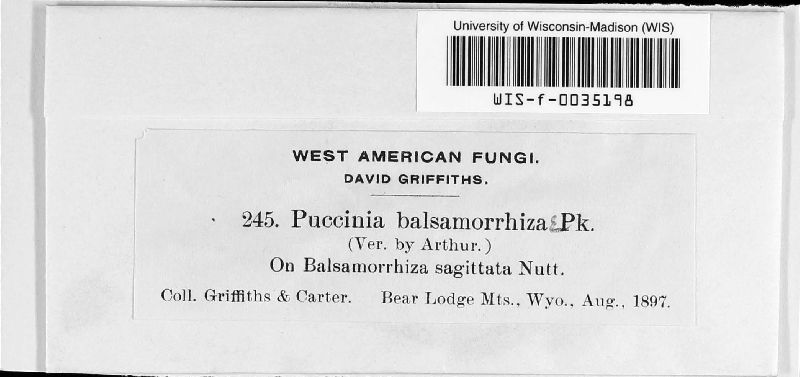 University of Wisconsin-Madison (WIS)
WIS-f-0035198
WEST AMERICAN FUNGI.
DAVID GRIFFITHS.
245. Puccinia balsamorrhizae Pk.
(Ver. by Arthur.)
On Balsamorrhiza sagittata Nutt.
Coll. Griffiths & Carter. Bear Lodge Mts., Wyo., Aug., 1897.